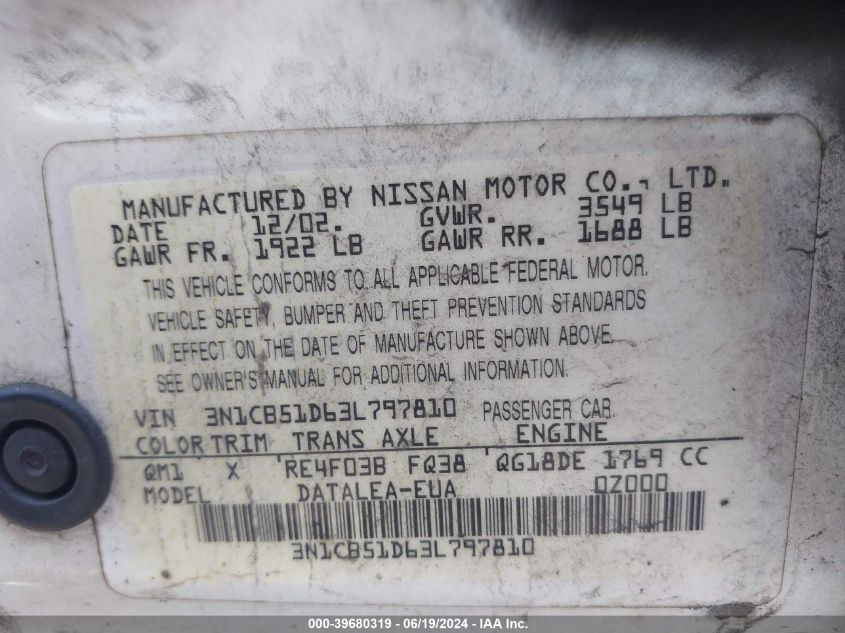 MANUFACTURED BY NISSAN MOTOR CO., LTD.
DATE 12/02. GVWR. 3549 LB
GAWR FR. 1922 LB GAWR RR. 1688 LB
THIS VEHICLE CONFORMS TO ALL APPLICABLE FEDERAL MOTOR.
VEHICLE SAFETY, BUMPER AND THEFT PREVENTION STANDARDS
IN EFFECT ON THE DATE OF MANUFACTURE SHOWN ABOVE.
SEE OWNER'S MANUAL FOR ADDITIONAL INFORMATION.
VIN 3N1CB51D63L797810 PASSENGER CAR.
COLOR TRIM TRANS AXLE ENGINE
QM1 X RE4F03B FQ38 QG18DE 1769 CC
MODEL DATALEA-EUA 0Z000
3N1CB51D63L797810
000-39680319 - 06/19/2024 - IAA Inc.